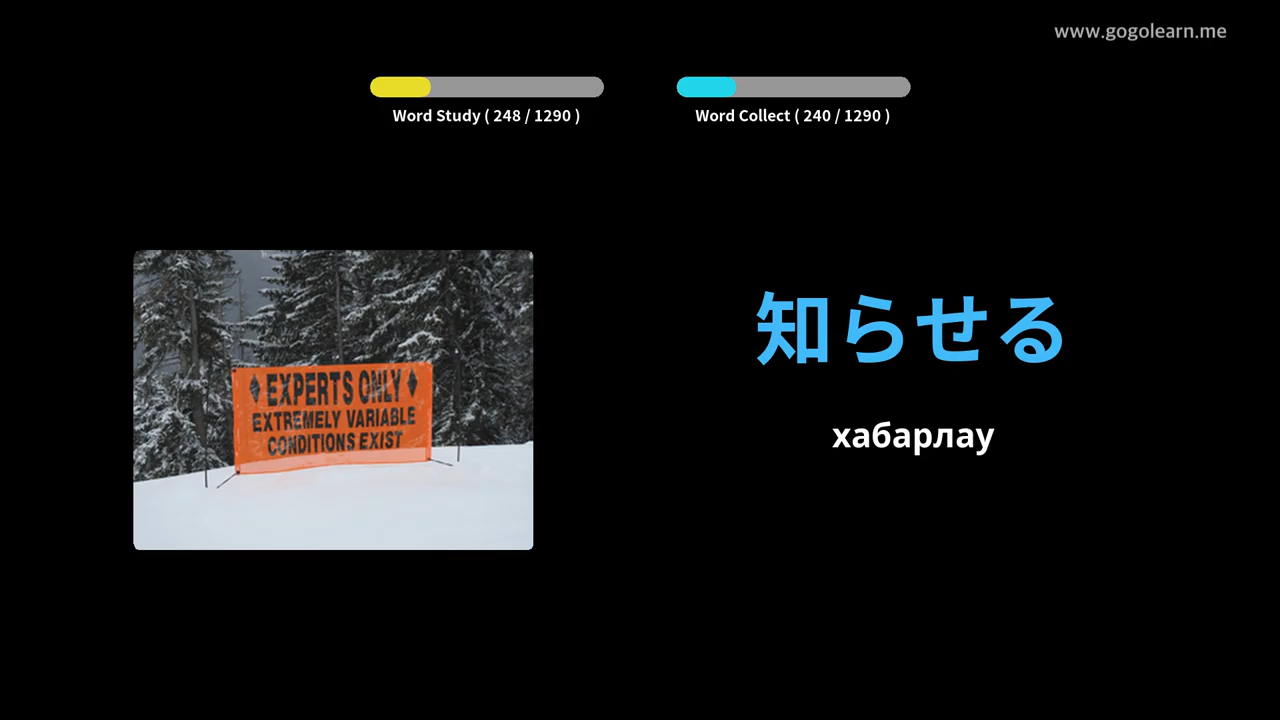 www.gogolearn.me
Word Study ( 248 / 1290 )
Word Collect ( 240 / 1290 )
EXPERTS ONLY
EXTREMELY VARIABLE
CONDITIONS EXIST
知らせる
хабарлау